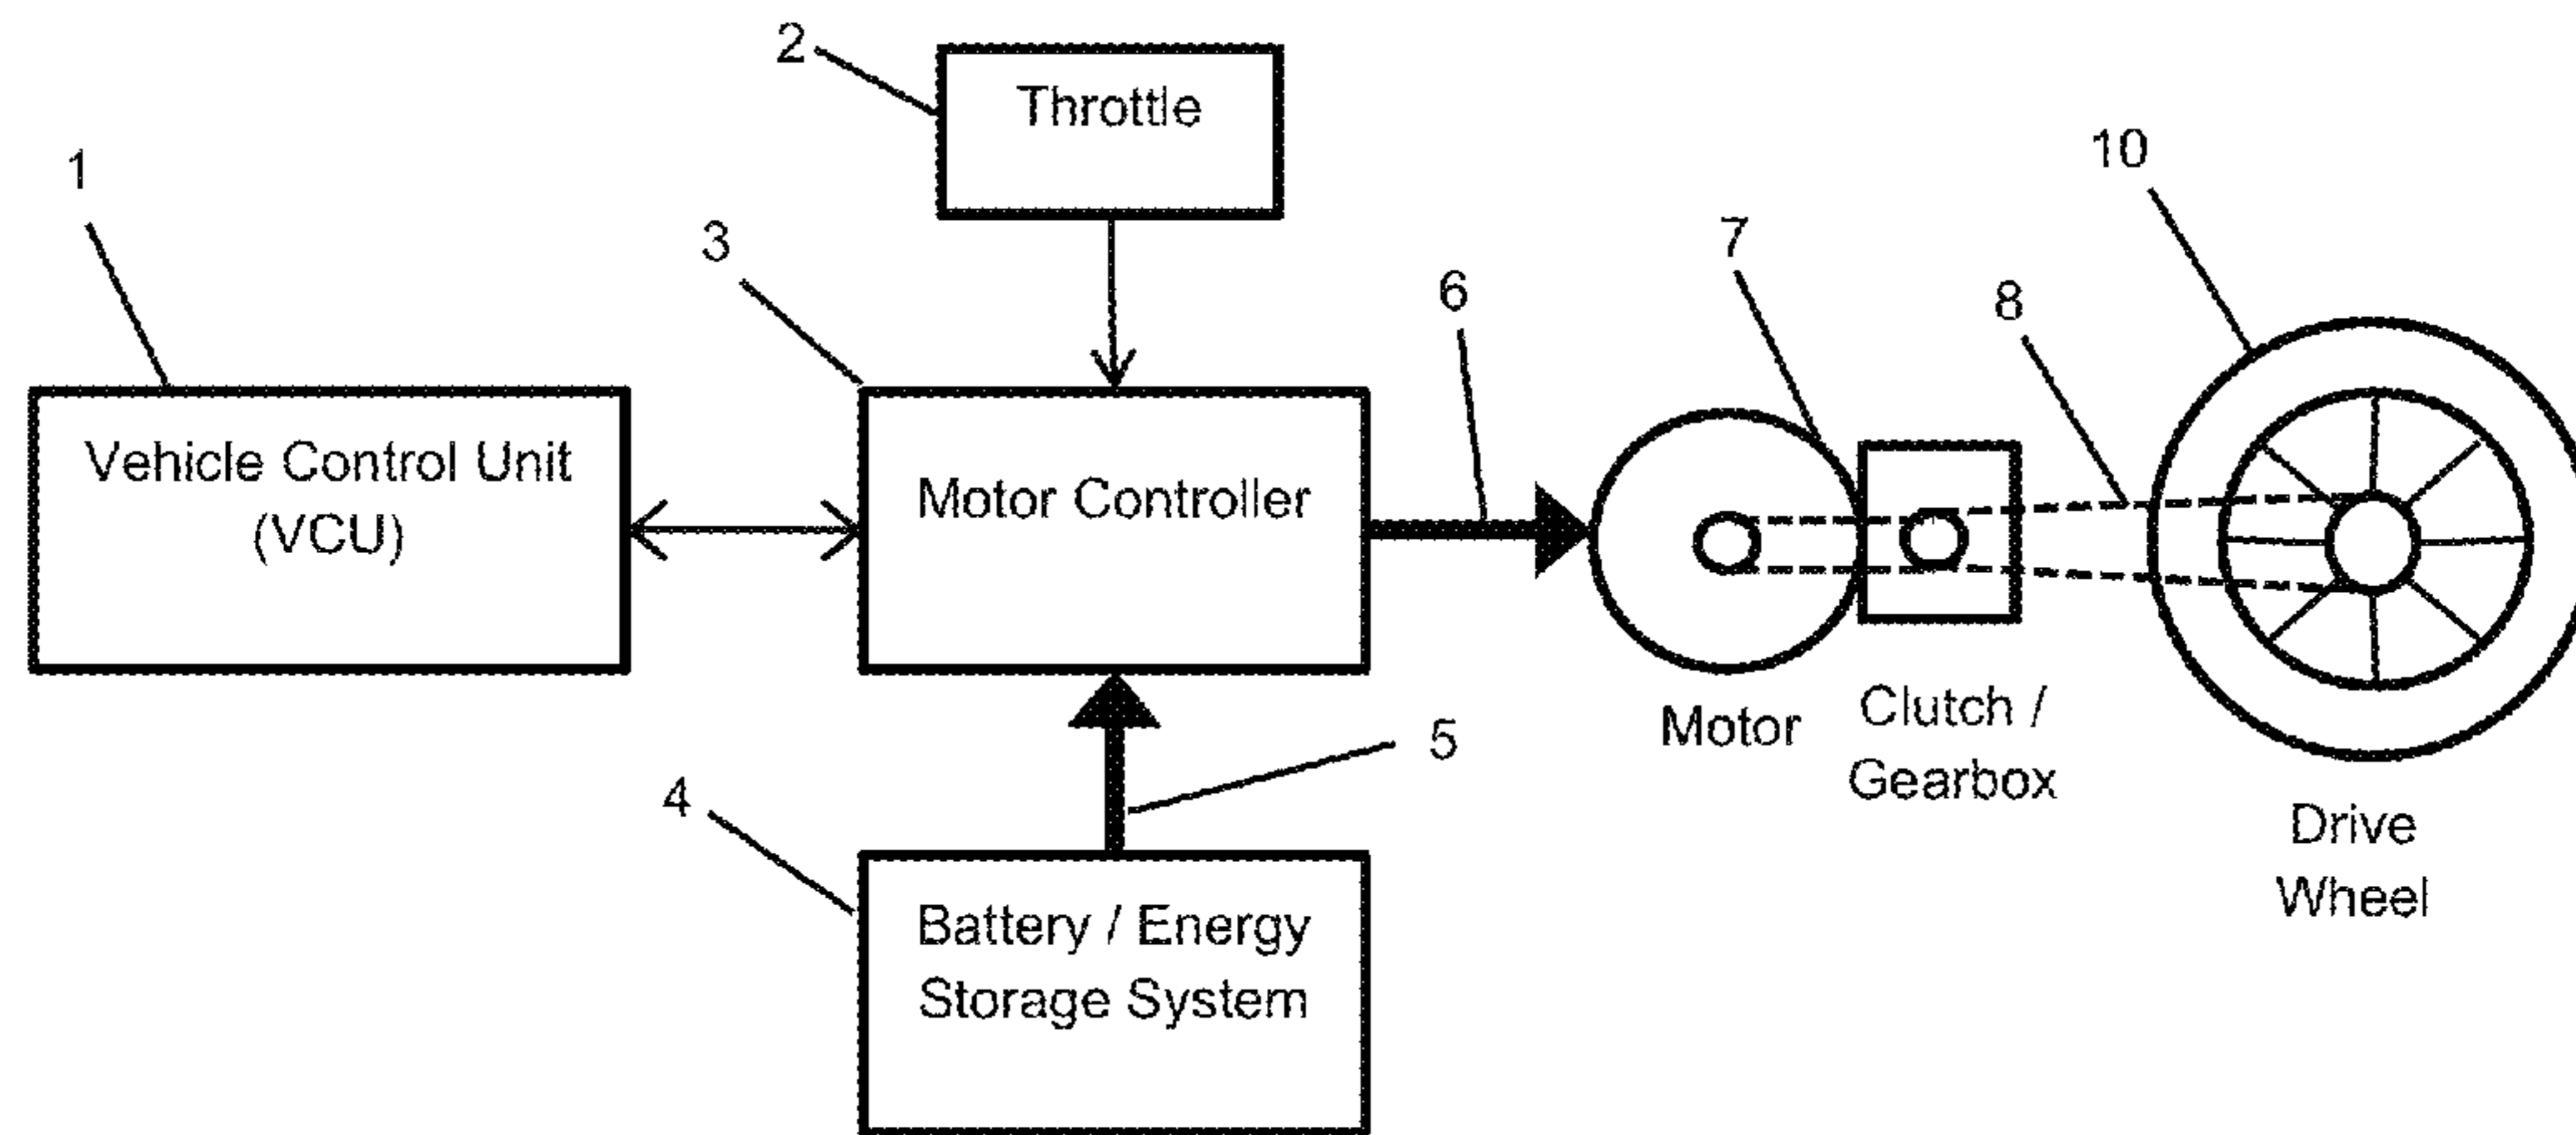 2
Throttle
1
3
10
7
6
8
Vehicle Control Unit
(VCU)
Motor Controller
Motor
Clutch /
Gearbox
5
4
Drive
Wheel
Battery / Energy
Storage System